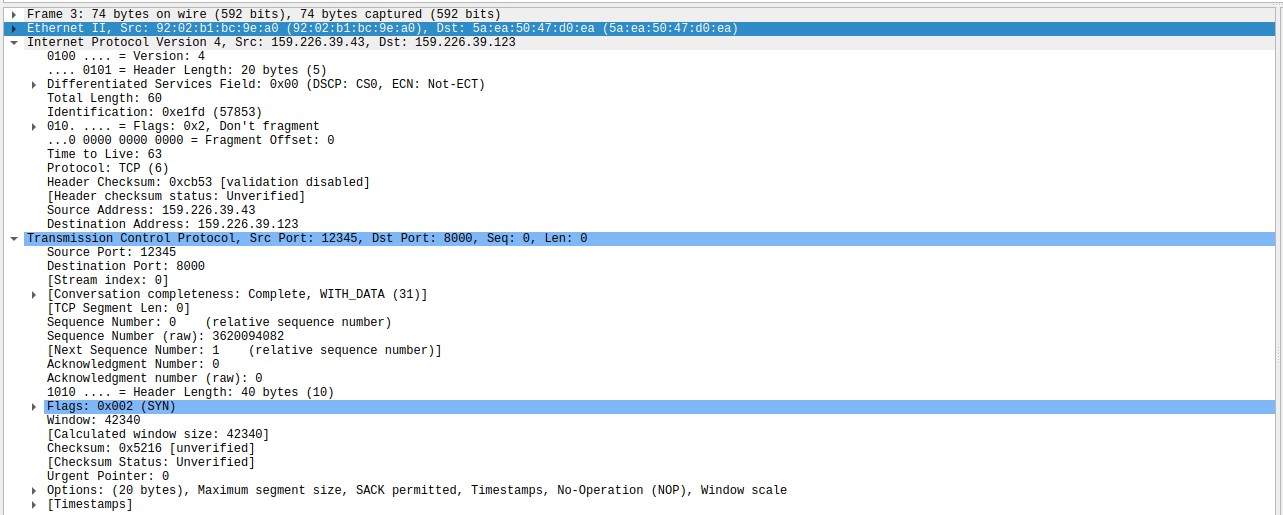 Frame 3: 74 bytes on wire (592 bits), 74 bytes captured (592 bits)
Ethernet II, Src: 92:02:b1:bc:9e:a0 (92:02:b1:bc:9e:a0), Dst: 5a:ea:50:47:d0:ea (5a:ea:50:47:d0:ea)
Internet Protocol Version 4, Src: 159.226.39.43, Dst: 159.226.39.123
0100 .... = Version: 4
.... 0101 = Header Length: 20 bytes (5)
Differentiated Services Field: 0x00 (DSCP: CS0, ECN: Not-ECT)
Total Length: 60
Identification: 0xe1fd (57853)
010. .... = Flags: 0x2, Don't fragment
...0 0000 0000 0000 = Fragment Offset: 0
Time to Live: 63
Protocol: TCP (6)
Header Checksum: 0xcb53 [validation disabled]
[Header checksum status: Unverified]
Source Address: 159.226.39.43
Destination Address: 159.226.39.123
Transmission Control Protocol, Src Port: 12345, Dst Port: 8000, Seq: 0, Len: 0
Source Port: 12345
Destination Port: 8000
[Stream index: 0]
[Conversation completeness: Complete, WITH_DATA (31)]
[TCP Segment Len: 0]
Sequence Number: 0    (relative sequence number)
Sequence Number (raw): 3620094082
[Next Sequence Number: 1    (relative sequence number)]
Acknowledgment Number: 0
Acknowledgment number (raw): 0
1010 .... = Header Length: 40 bytes (10)
Flags: 0x002 (SYN)
Window: 42340
[Calculated window size: 42340]
Checksum: 0x5216 [unverified]
[Checksum Status: Unverified]
Urgent Pointer: 0
Options: (20 bytes), Maximum segment size, SACK permitted, Timestamps, No-Operation (NOP), Window scale
[Timestamps]